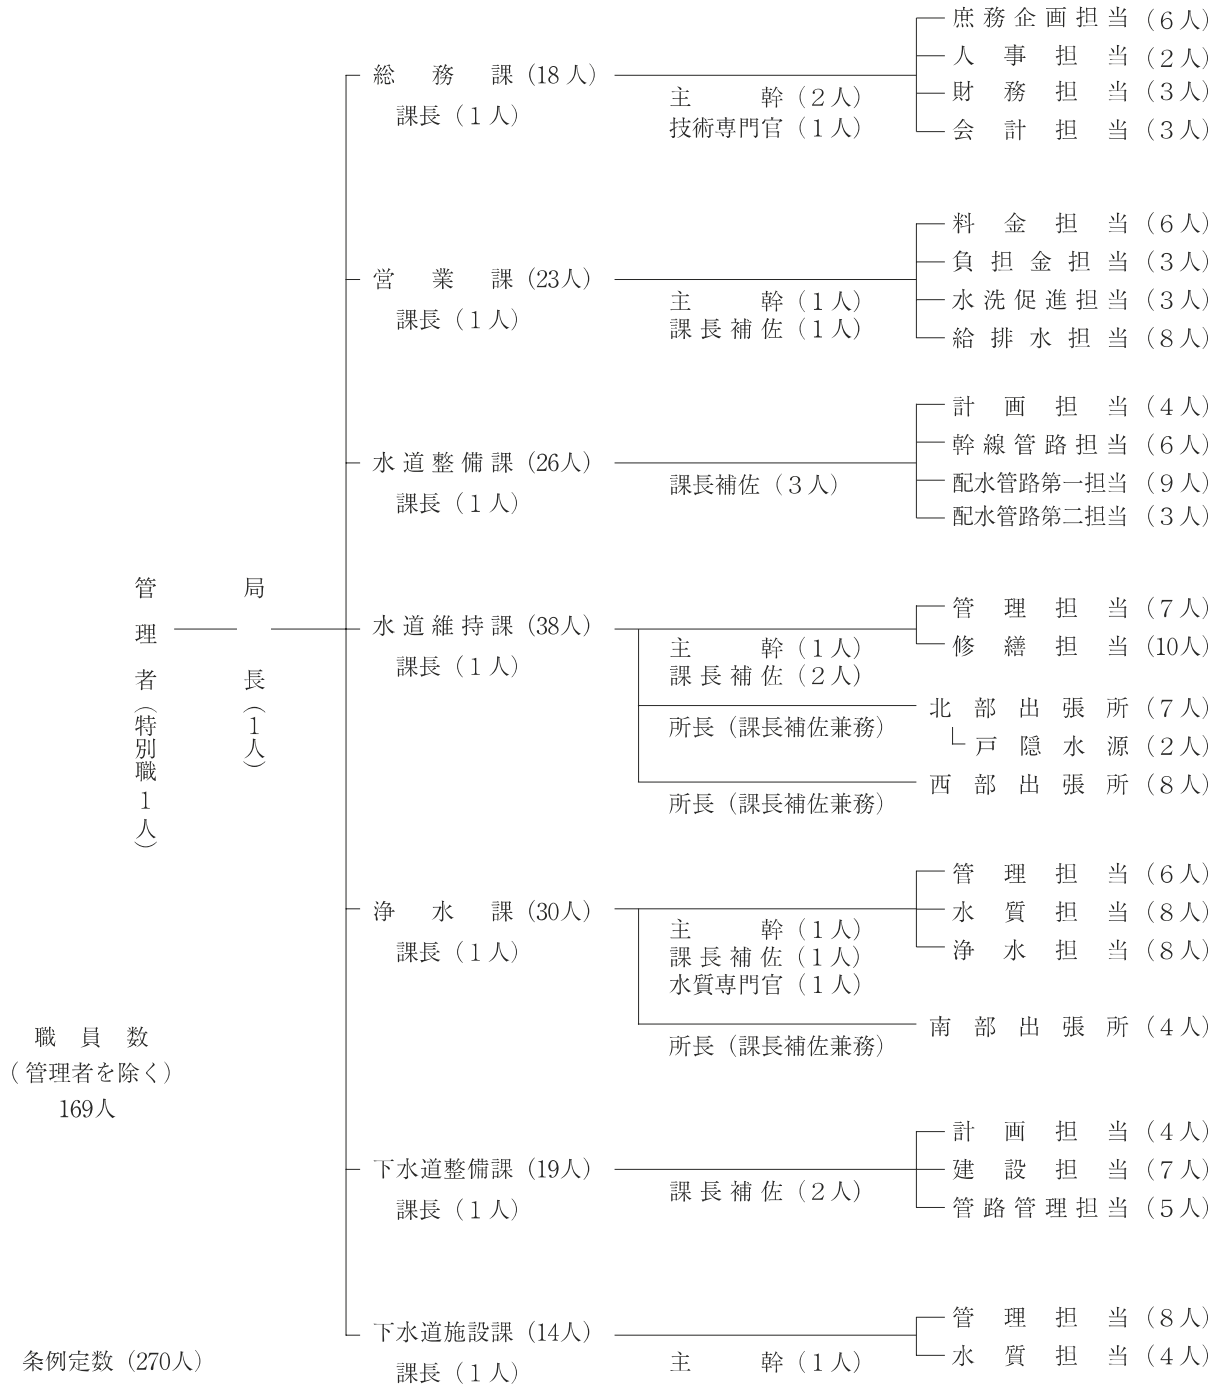 管理者（特別職１人）
局長（１人）
総務課（18人）
課長（１人）
主幹（２人）
技術専門官（１人）
庶務企画担当（６人）
人事担当（２人）
財務担当（３人）
会計担当（３人）
営業課（23人）
課長（１人）
主幹（１人）
課長補佐（１人）
料金担当（６人）
負担金担当（３人）
水洗促進担当（３人）
給排水担当（８人）
水道整備課（26人）
課長（１人）
課長補佐（３人）
計画担当（４人）
幹線管路担当（６人）
配水管路第一担当（９人）
配水管路第二担当（３人）
水道維持課（38人）
課長（１人）
主幹（１人）
課長補佐（２人）
管理担当（７人）
修繕担当（10人）
所長（課長補佐兼務）
北部出張所（７人）
戸隠水源（２人）
所長（課長補佐兼務）
西部出張所（８人）
浄水課（30人）
課長（１人）
主幹（１人）
課長補佐（１人）
水質専門官（１人）
管理担当（６人）
水質担当（８人）
浄水担当（８人）
所長（課長補佐兼務）
南部出張所（４人）
下水道整備課（19人）
課長（１人）
課長補佐（２人）
計画担当（４人）
建設担当（７人）
管路管理担当（５人）
下水道施設課（14人）
課長（１人）
主幹（１人）
管理担当（８人）
水質担当（４人）
職員数
（管理者を除く）
169人
条例定数（270人）